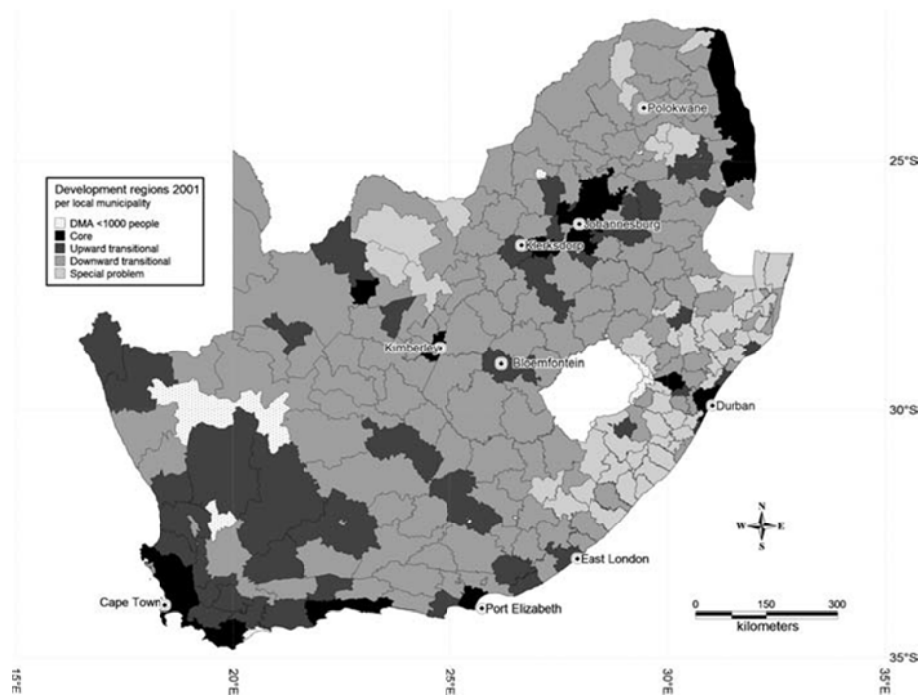 Polokwane
25°S
Development regions 2001
per local municipality
DMA <1000 people
Core
Upward transitional
Downward transitional
Special problem
Johannesburg
Klerksdorp
Kimberley
Bloemfontein
Durban
30°S
N
W E
S
East London
Cape Town
Port Elizabeth
0 150 300
kilometers
35°S
15°E 20°E 25°E 30°E 35°E